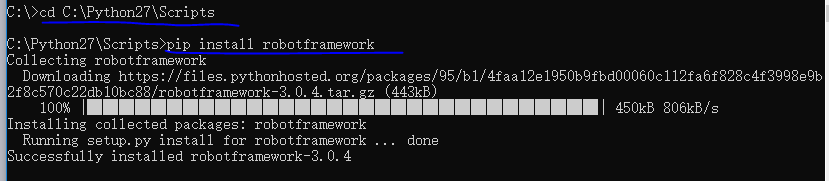 C:\>cd C:\Python27\Scripts
C:\Python27\Scripts>pip install robotframework
Collecting robotframework
Downloading https://files.pythonhosted.org/packages/95/b1/4faa12e1950b9fbd00060c112fa6f828c4f3998e9b
2f8c570c22db10bc88/robotframework-3.0.4.tar.gz (443kB)
100% | | 450kB 806kB/s
Installing collected packages: robotframework
Running setup.py install for robotframework ... done
Successfully installed robotframework-3.0.4